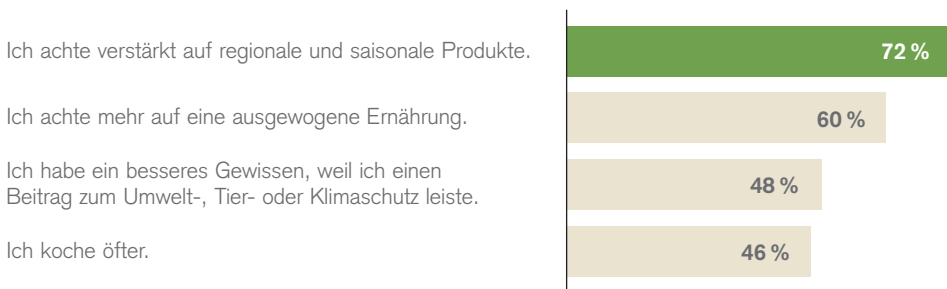 Ich achte verstärkt auf regionale und saisonale Produkte.
72 %
Ich achte mehr auf eine ausgewogene Ernährung.
60 %
Ich habe ein besseres Gewissen, weil ich einen
Beitrag zum Umwelt-, Tier- oder Klimaschutz leiste.
48 %
Ich koche öfter.
46 %